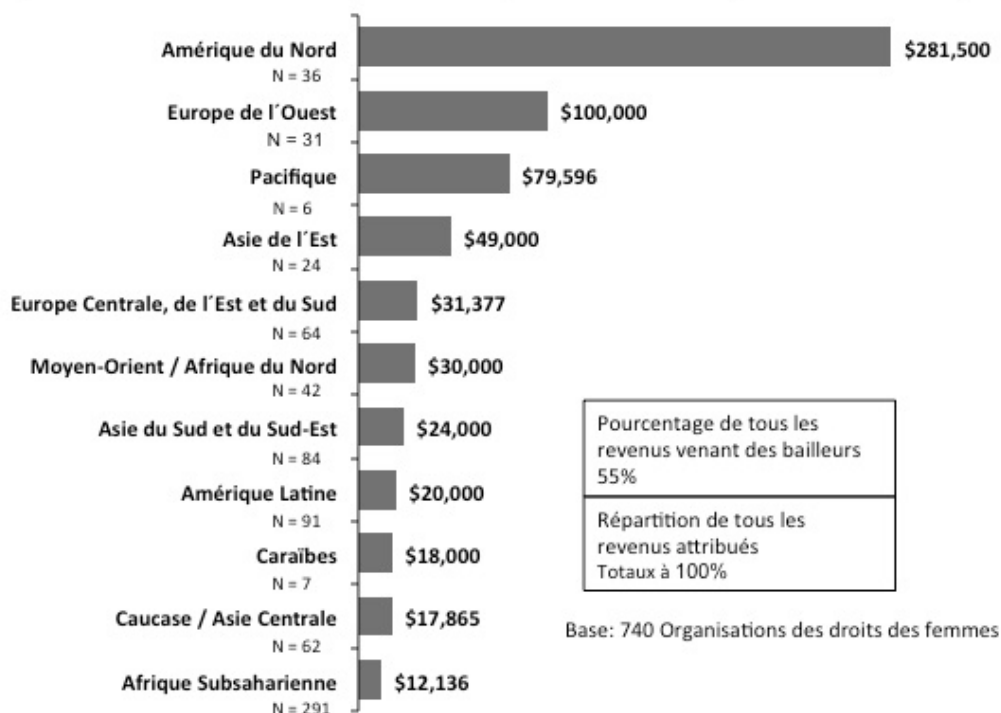 Amérique du Nord $281,500
N = 36
Europe de l´Ouest $100,000
N = 31
Pacifique $79,596
N = 6
Asie de l´Est $49,000
N = 24
Europe Centrale, de l´Est et du Sud $31,377
N = 64
Moyen-Orient / Afrique du Nord $30,000
N = 42
Asie du Sud et du Sud-Est $24,000
N = 84
Amérique Latine $20,000
N = 91
Caraïbes $18,000
N = 7
Caucase / Asie Centrale $17,865
N = 62
Afrique Subsaharienne $12,136
N = 291
Pourcentage de tous les
revenus venant des bailleurs
55%
Répartition de tous les
revenus attribués
Totaux à 100%
Base: 740 Organisations des droits des femmes